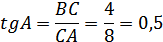 tgA = BC/CA = 4/8 = 0,5